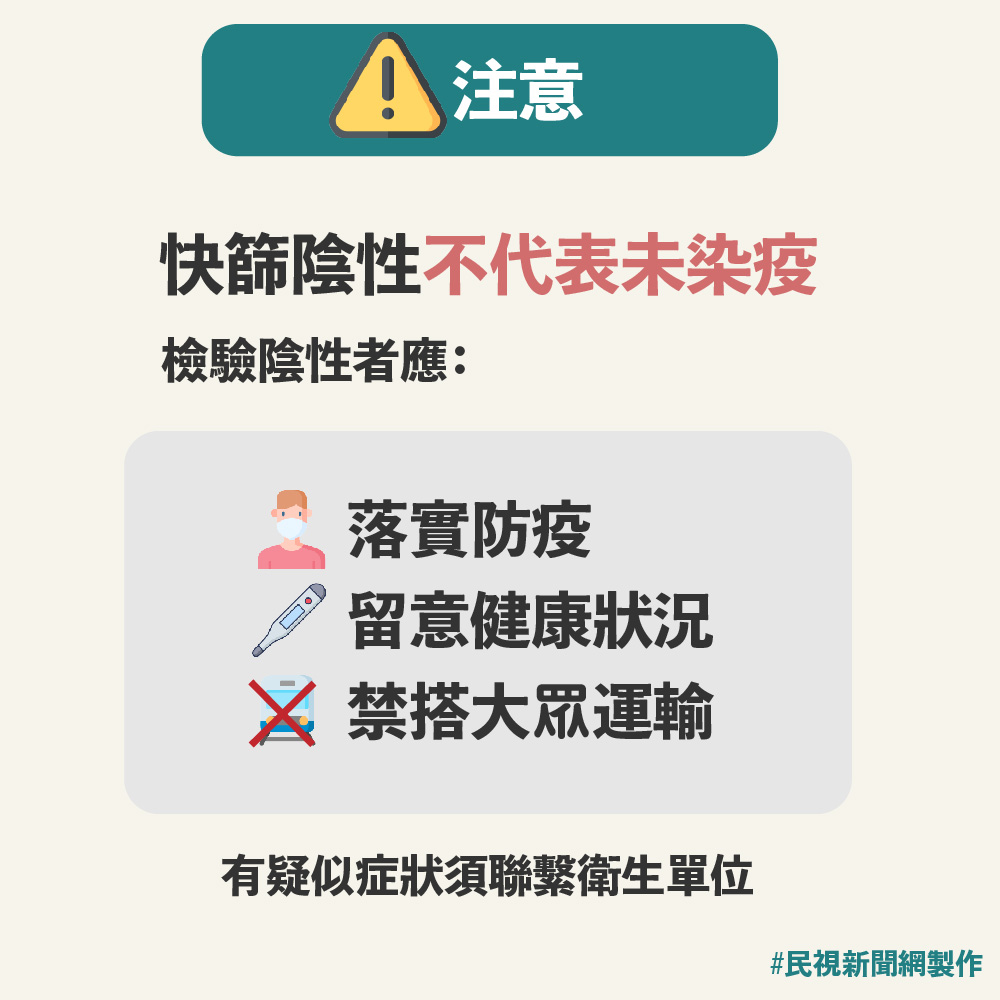 注意
快篩陰性不代表未染疫
檢驗陰性者應：
落實防疫
留意健康狀況
禁搭大眾運輸
有疑似症狀須聯繫衛生單位
#民視新聞網製作